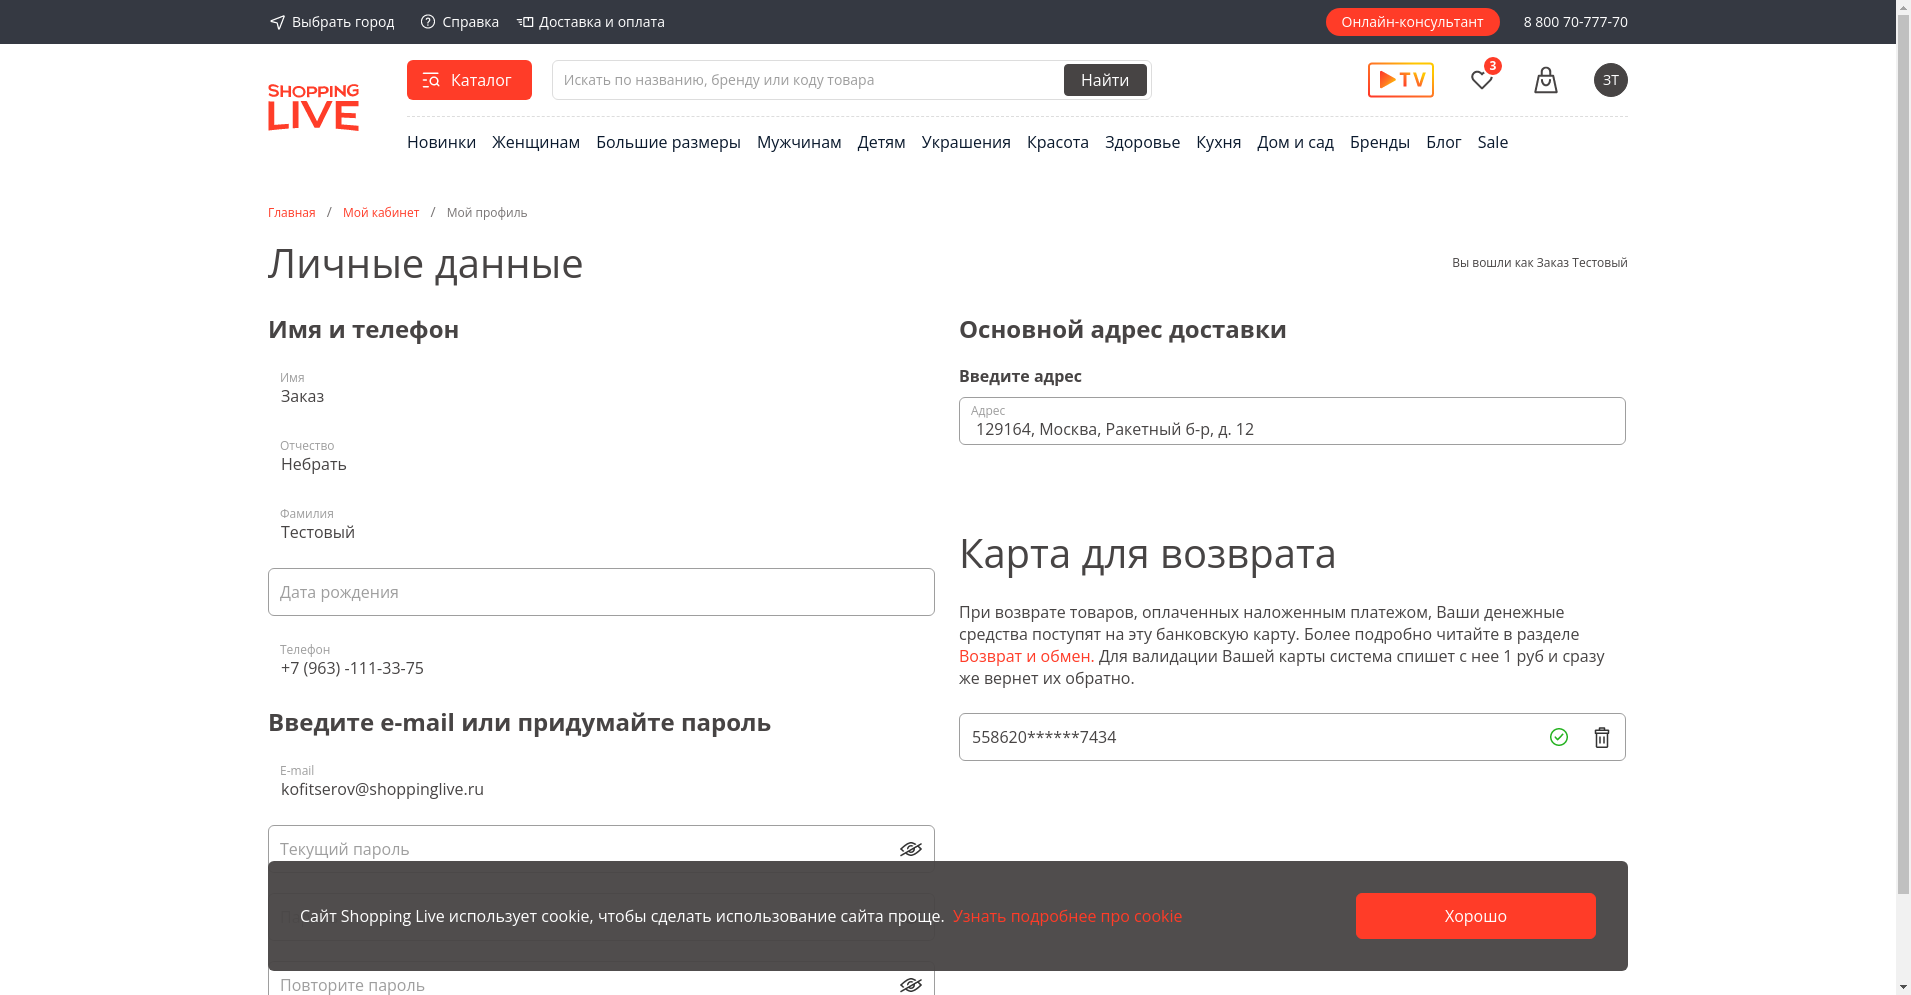 Выбрать город Справка Доставка и оплата Онлайн-консультант 8 800 70-777-70
SHOPPING
LIVE
Каталог Искать по названию, бренду или коду товара Найти TV 3 ЗТ
Новинки Женщинам Большие размеры Мужчинам Детям Украшения Красота Здоровье Кухня Дом и сад Бренды Блог Sale
Главная / Мой кабинет / Мой профиль
Личные данные
Вы вошли как Заказ Тестовый
Имя и телефон
Имя
Заказ
Отчество
Небрать
Фамилия
Тестовый
Дата рождения
Телефон
+7 (963) -111-33-75
Введите e-mail или придумайте пароль
E-mail
kofitserov@shoppinglive.ru
Текущий пароль
Повторите пароль
Основной адрес доставки
Введите адрес
Адрес
129164, Москва, Ракетный б-р, д. 12
Карта для возврата
При возврате товаров, оплаченных наложенным платежом, Ваши денежные
средства поступят на эту банковскую карту. Более подробно читайте в разделе
Возврат и обмен. Для валидации Вашей карты система спишет с нее 1 руб и сразу
же вернет их обратно.
558620******7434
Сайт Shopping Live использует cookie, чтобы сделать использование сайта проще. Узнать подробнее про cookie
Хорошо